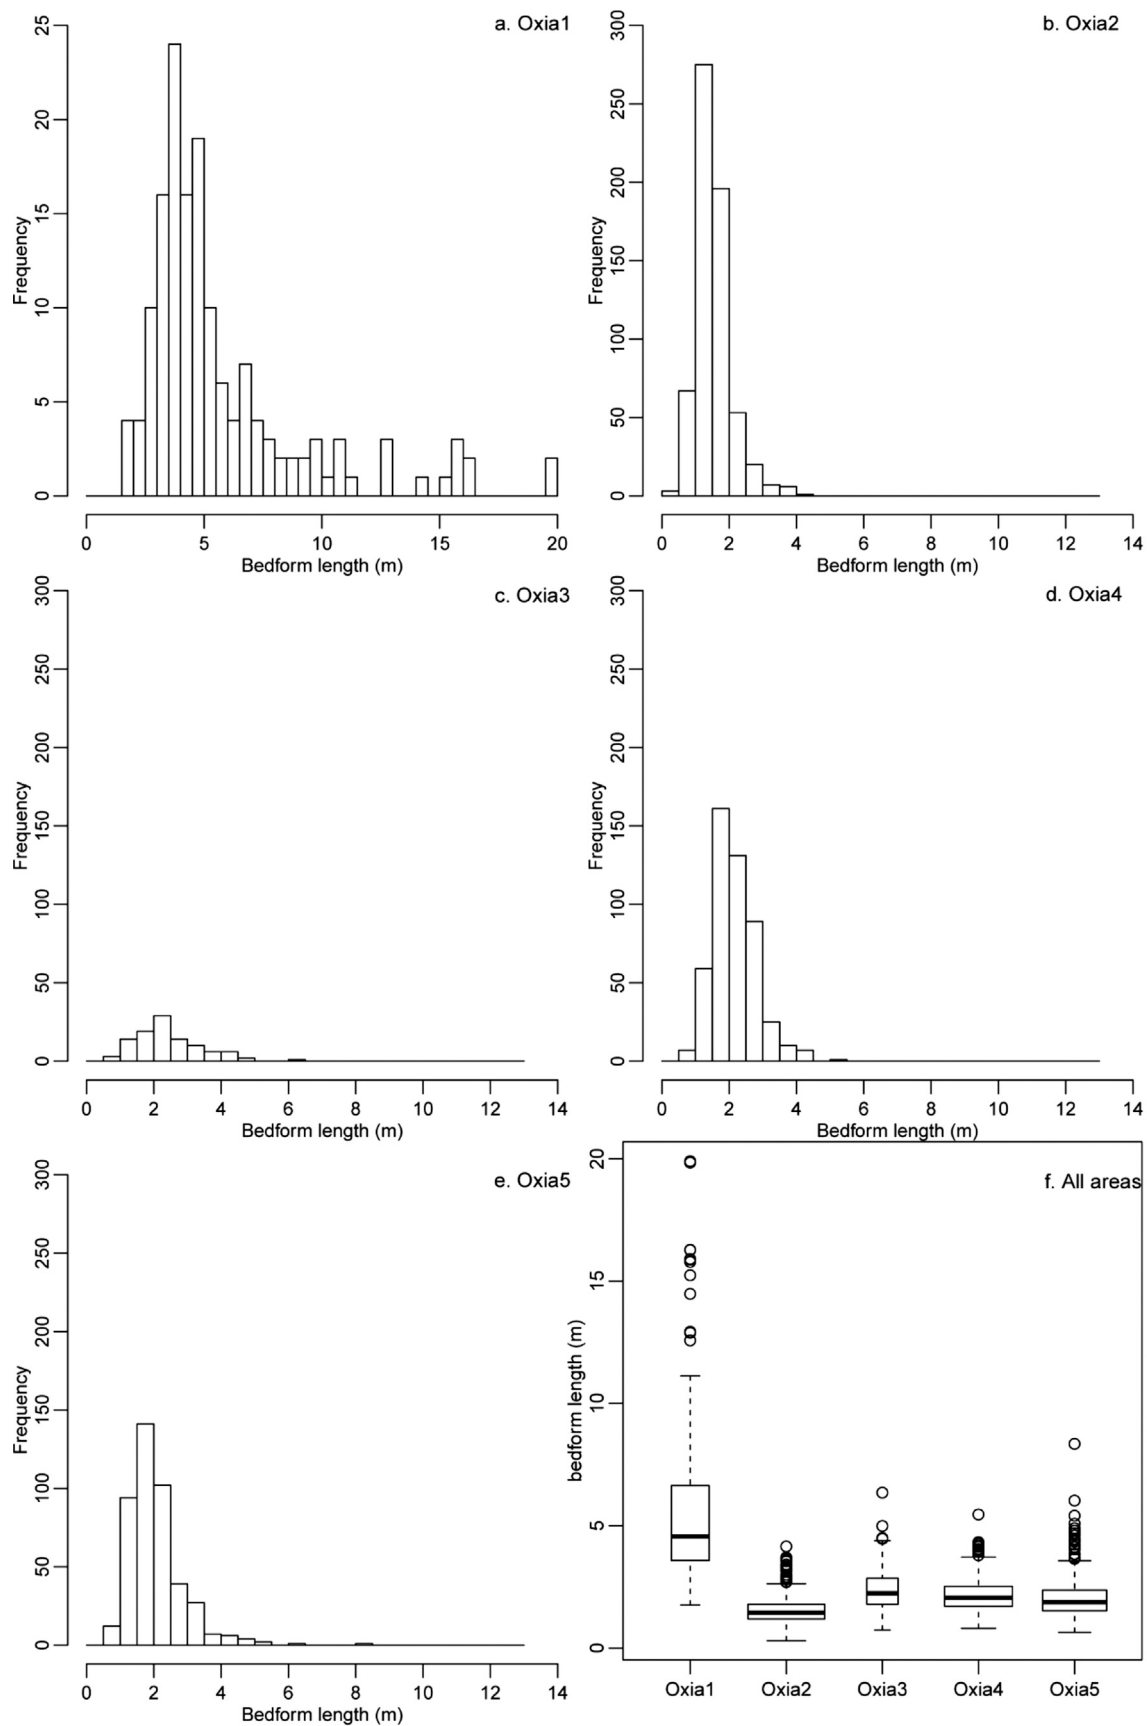 a. Oxia1
Frequency
0 5 10 15 20 25
0 5 10 15 20
Bedform length (m)
b. Oxia2
Frequency
0 50 100 150 200 250 300
0 2 4 6 8 10 12 14
Bedform length (m)
c. Oxia3
Frequency
0 50 100 150 200 250 300
0 2 4 6 8 10 12 14
Bedform length (m)
d. Oxia4
Frequency
0 50 100 150 200 250 300
0 2 4 6 8 10 12 14
Bedform length (m)
e. Oxia5
Frequency
0 50 100 150 200 250 300
0 2 4 6 8 10 12 14
Bedform length (m)
f. All areas
bedform length (m)
0 5 10 15 20
Oxia1 Oxia2 Oxia3 Oxia4 Oxia5